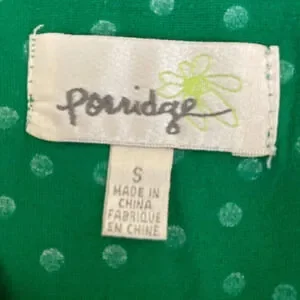 Porridge
S
MADE IN
CHINA
FABRIQUE
EN CHINE